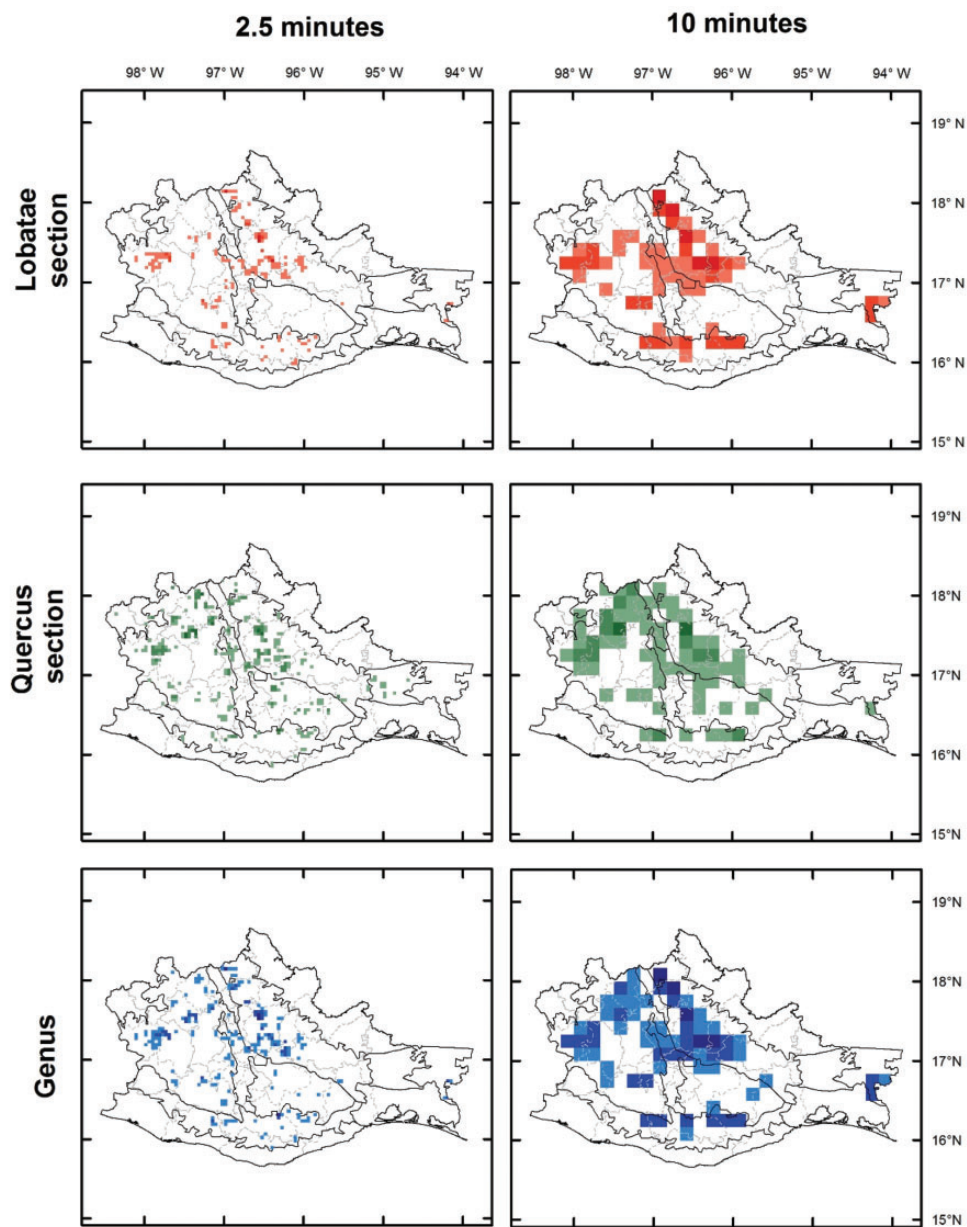 2.5 minutes
10 minutes
98° W 97° W 96° W 95° W 94° W
98° W 97° W 96° W 95° W 94° W
Lobatae
section
19° N
18° N
17° N
16° N
15° N
Quercus
section
19° N
18° N
17° N
16° N
15° N
Genus
19° N
18° N
17° N
16° N
15° N